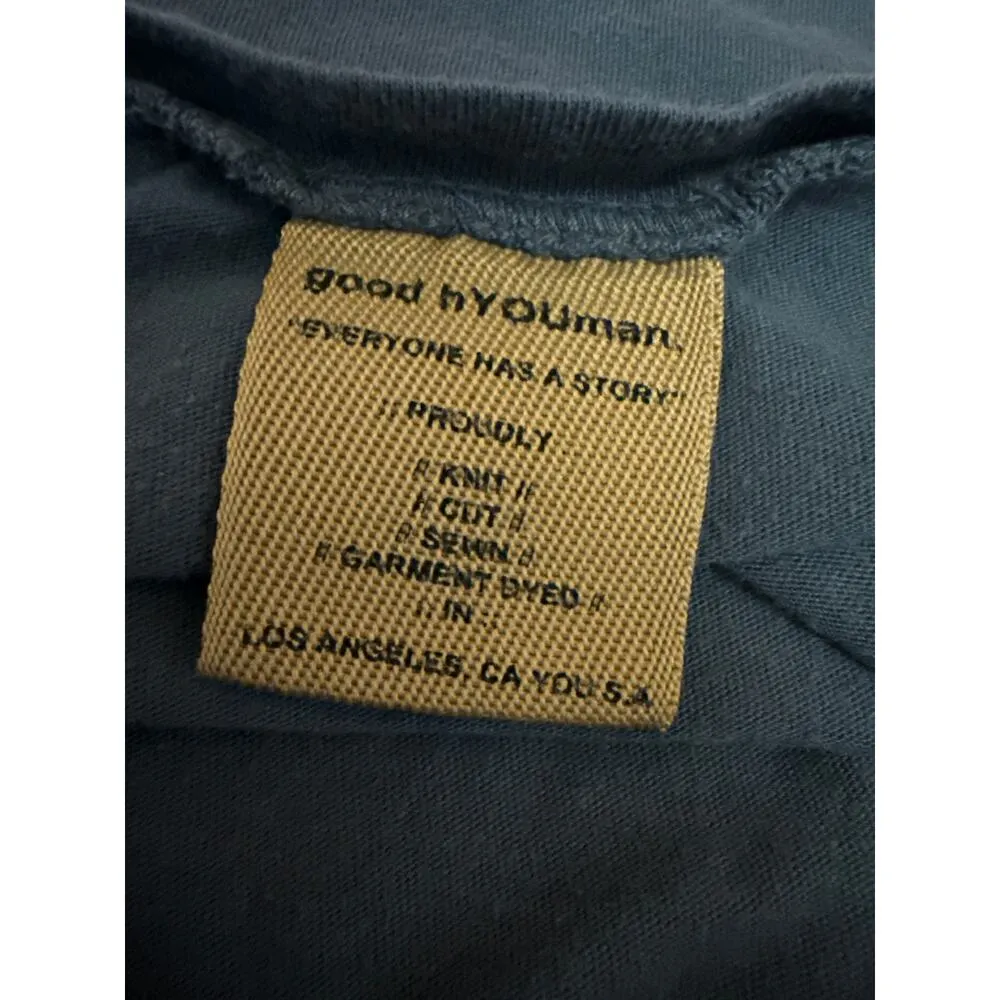 good hYOUman.
"EVERYONE HAS A STORY"
// PROUDLY
// KNIT //
// CUT //
// SEWN //
// GARMENT DYED //
// IN //
LOS ANGELES, CA YOU S.A